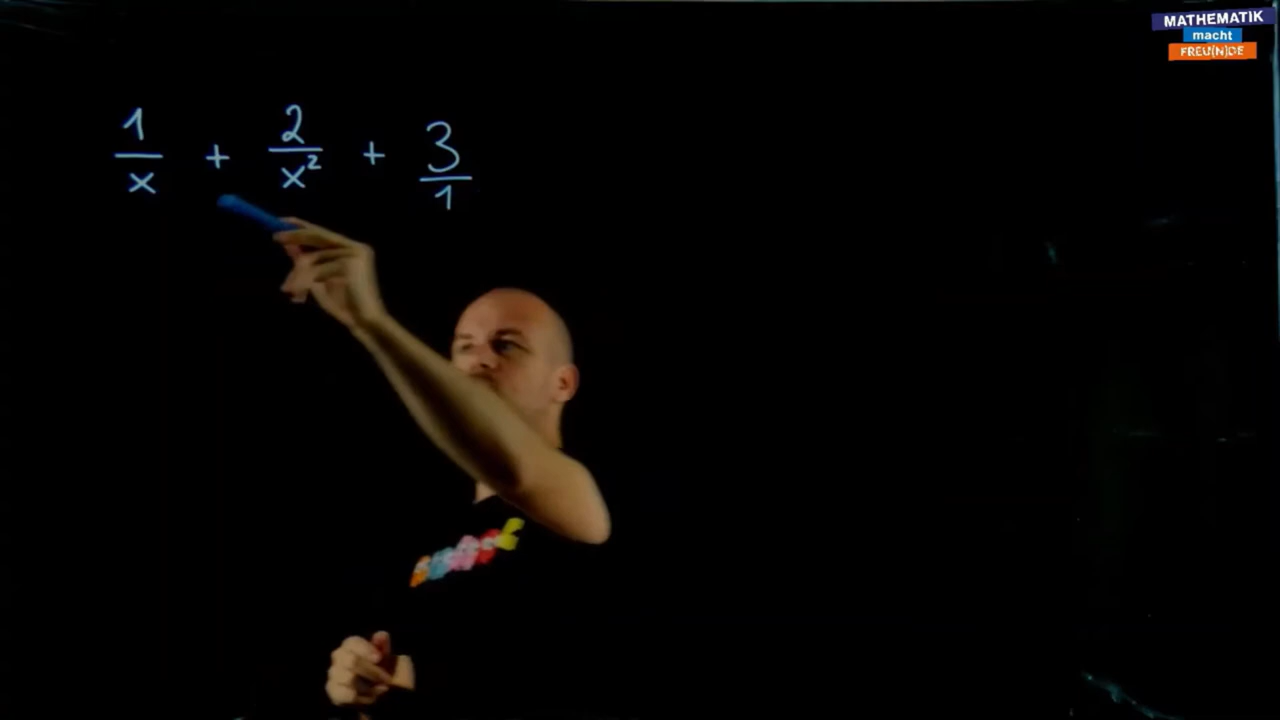 MATHEMATIK
macht
FREU(N)DE
1/x + 2/x² + 3/1